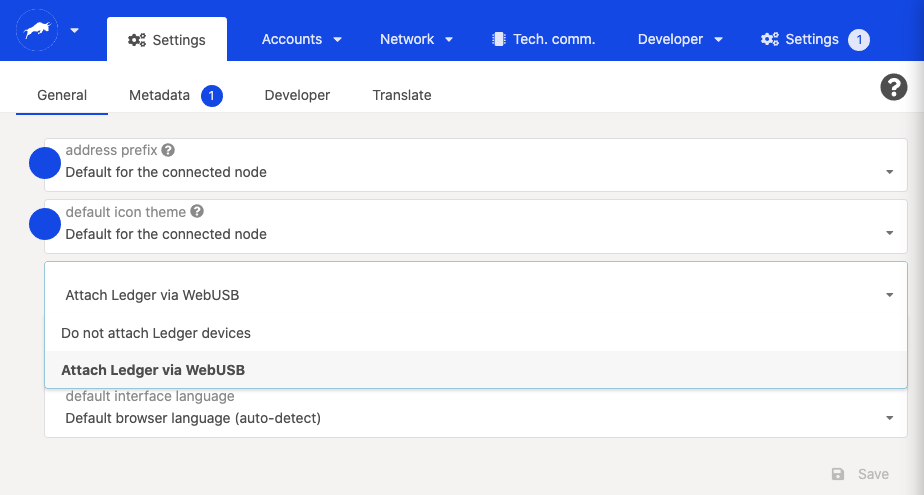 Settings Accounts Network Tech. comm. Developer Settings 1
General Metadata 1 Developer Translate
address prefix
Default for the connected node
default icon theme
Default for the connected node
Attach Ledger via WebUSB
Do not attach Ledger devices
Attach Ledger via WebUSB
default interface language
Default browser language (auto-detect)
Save